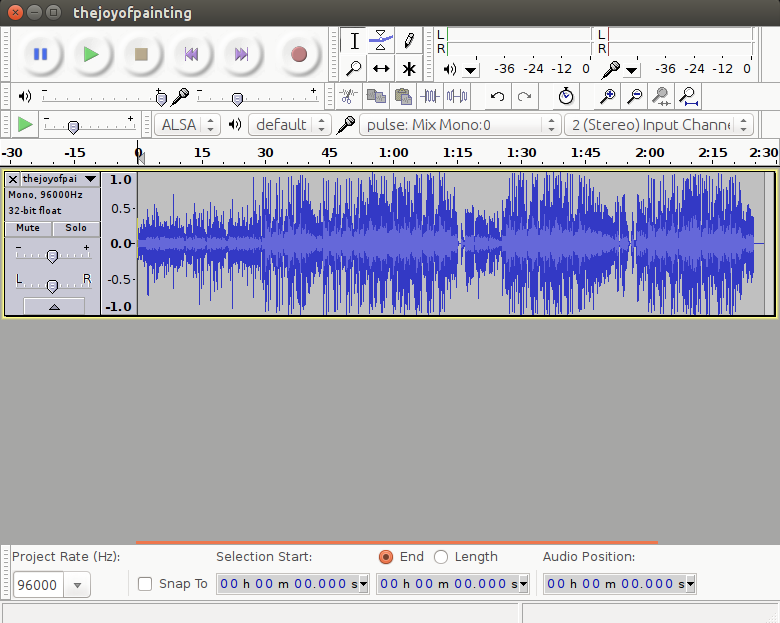 thejoyofpainting
L
R
-36 -24 -12 0
L
R
-36 -24 -12 0
- +
- +
- +
ALSA
default
pulse: Mix Mono:0
2 (Stereo) Input Channe
-30 -15 0 15 30 45 1:00 1:15 1:30 1:45 2:00 2:15 2:30
X thejoyofpai
Mono, 96000Hz
32-bit float
Mute Solo
- +
L R
1.0
0.5-
0.0-
-0.5-
-1.0
Project Rate (Hz):
96000
Snap To
Selection Start:
End Length
Audio Position:
00 h 00 m 00.000 s
00 h 00 m 00.000 s
00 h 00 m 00.000 s